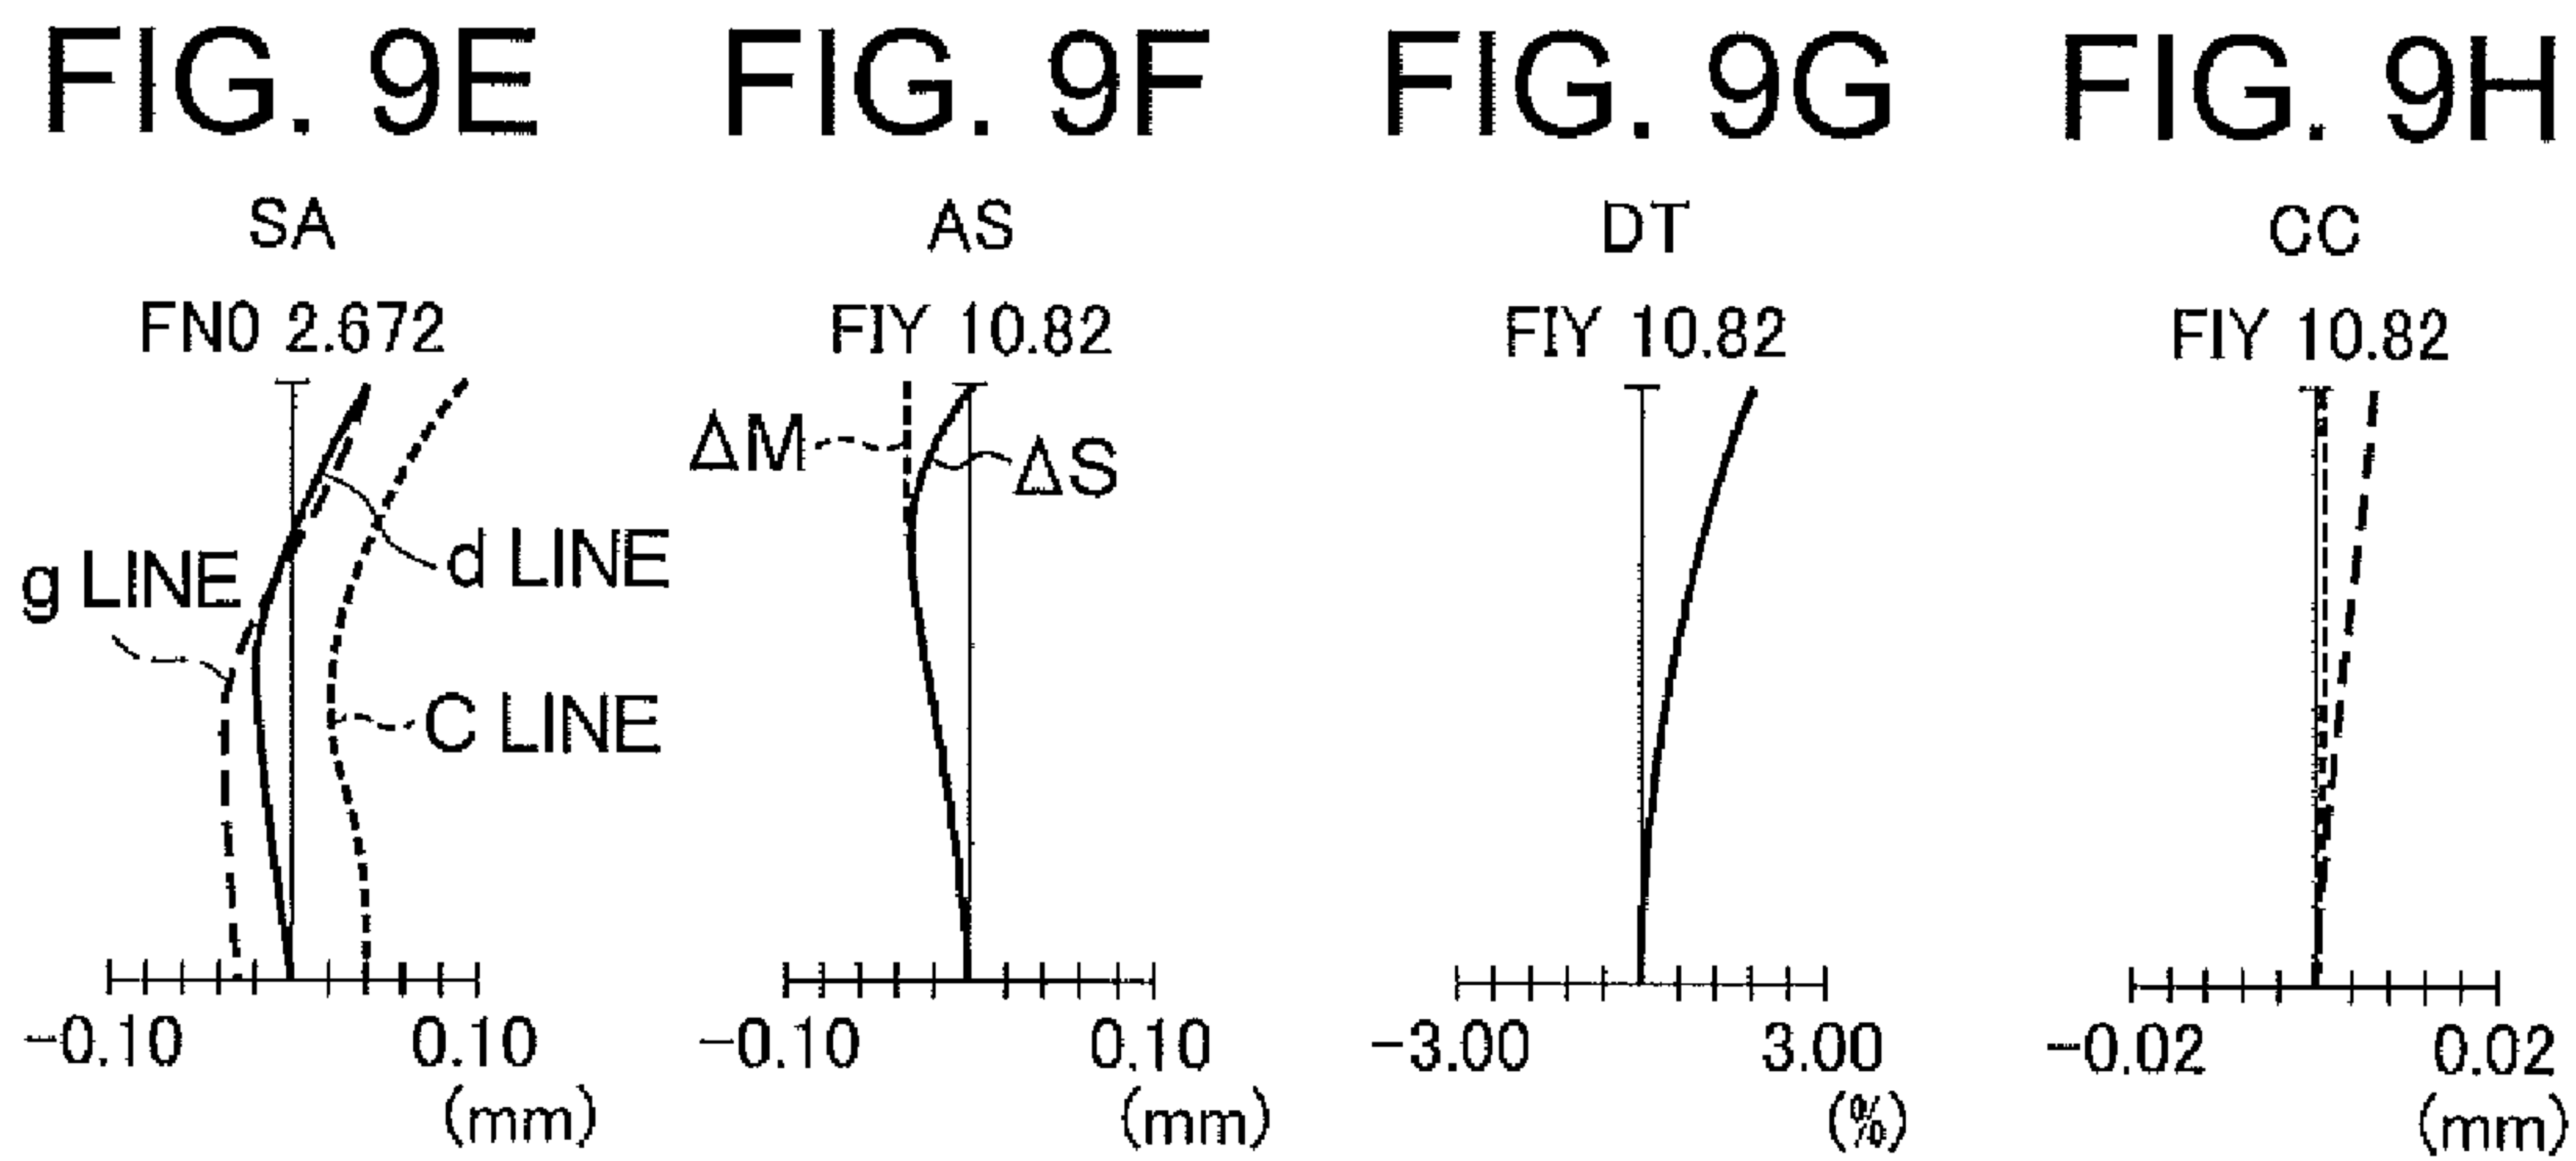 FIG. 9E
FIG. 9F
FIG. 9G
FIG. 9H
SA
AS
DT
CC
FNO 2.672
FIY 10.82
FIY 10.82
FIY 10.82
ΔM
ΔS
g LINE
d LINE
C LINE
-0.10
0.10
(mm)
-0.10
0.10
(mm)
-3.00
3.00
(%)
-0.02
0.02
(mm)